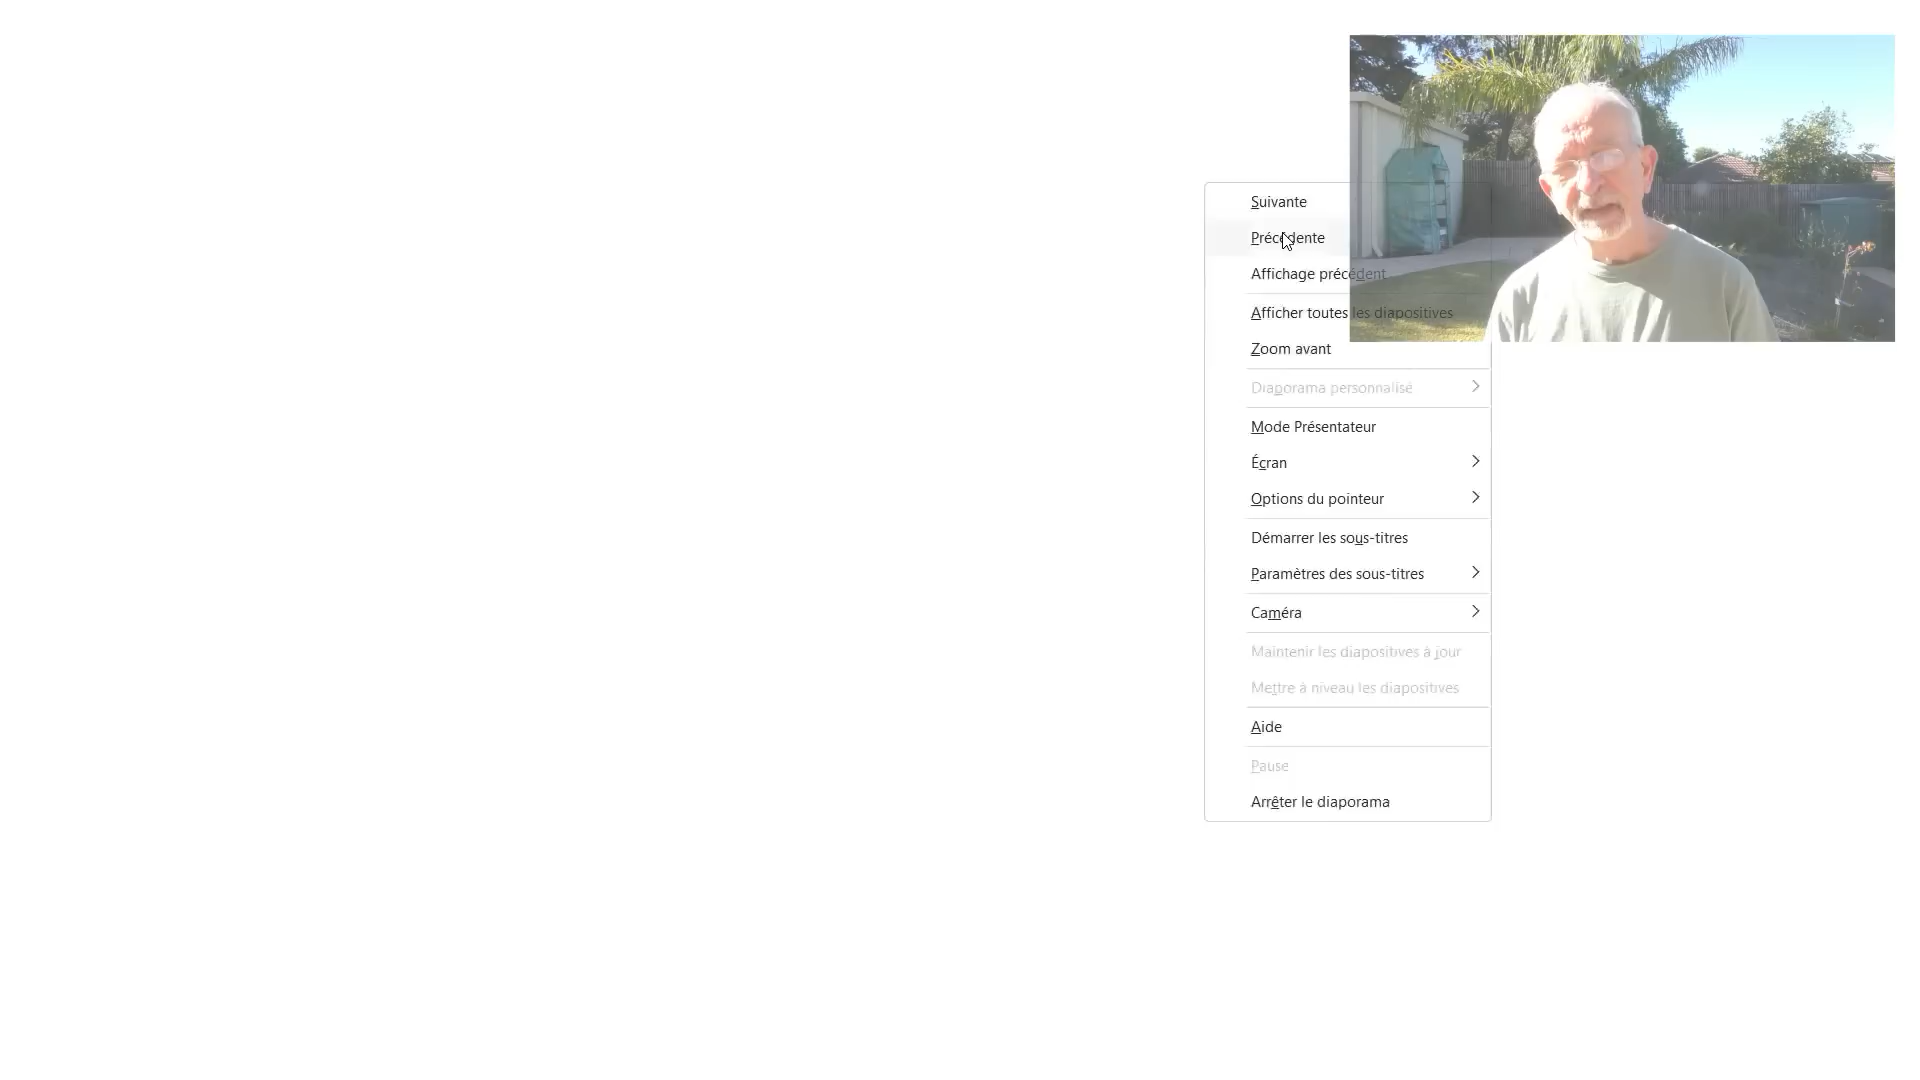 Suivante
Précédente
Affichage précédent
Afficher toutes les diapositives
Zoom avant
Diaporama personnalisé
Mode Présentateur
Écran
Options du pointeur
Démarrer les sous-titres
Paramètres des sous-titres
Caméra
Maintenir les diapositives à jour
Mettre à niveau les diapositives
Aide
Pause
Arrêter le diaporama